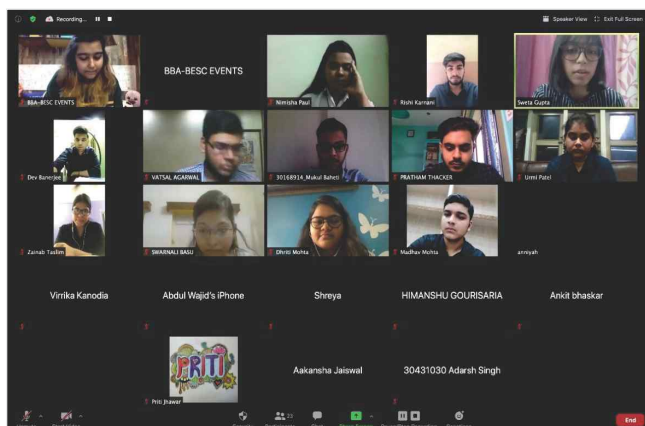 Recording...
Speaker View
Exit Full Screen
BBA-BESC EVENTS
BBA-BESC EVENTS
Nimisha Paul
Rishi Karnani
Sweta Gupta
Dev Banerjee
VATSAL AGARWAL
30168914_Mukul Baheti
PRATHAM THACKER
Urmi Patel
Zainab Taslim
SWARNALI BASU
Dhriti Mohta
Madhav Mohta
anniyah
Virrika Kanodia
Abdul Wajid's iPhone
Shreya
HIMANSHU GOURISARIA
Ankit bhaskar
PRITI
Priti Jhawar
Aakansha Jaiswal
30431030 Adarsh Singh
23
End